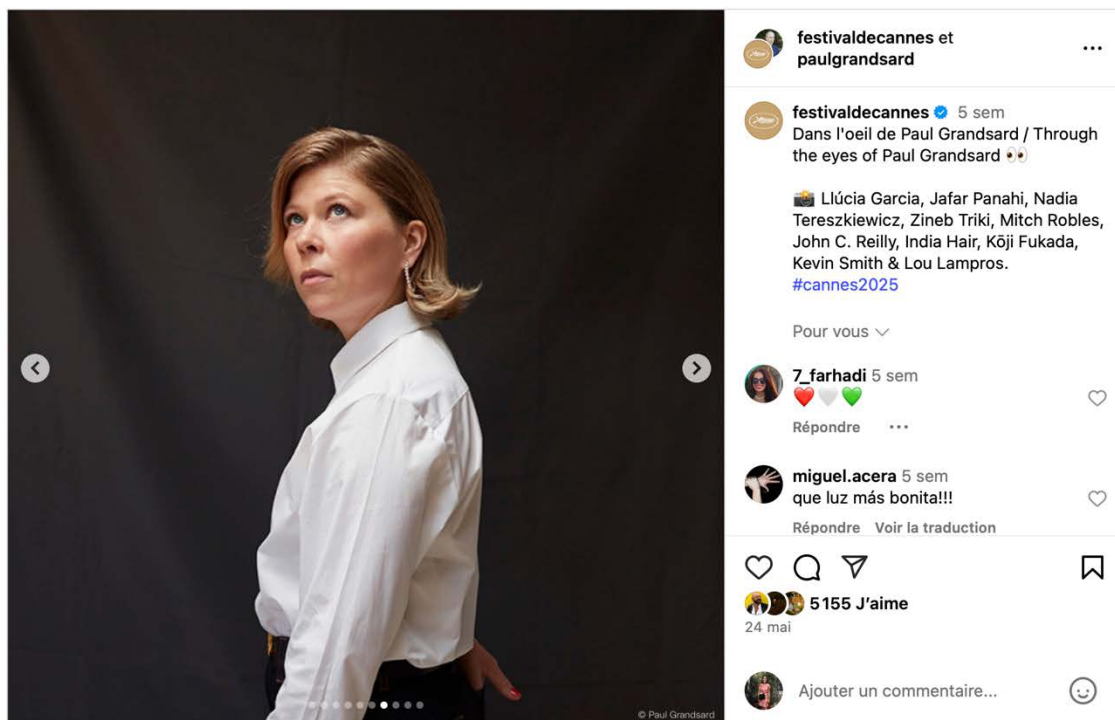 festivaldecannes et
paulgrandsard
festivaldecannes 5 sem
Dans l'oeil de Paul Grandsard / Through
the eyes of Paul Grandsard 👀
📸 Llúcia Garcia, Jafar Panahi, Nadia
Tereszkiewicz, Zineb Triki, Mitch Robles,
John C. Reilly, India Hair, Kōji Fukada,
Kevin Smith & Lou Lampros.
#cannes2025
Pour vous
7_farhadi 5 sem
❤️🤍💚
Répondre
miguel.acera 5 sem
que luz más bonita!!!
Répondre Voir la traduction
5 155 J’aime
24 mai
Ajouter un commentaire...
© Paul Grandsard